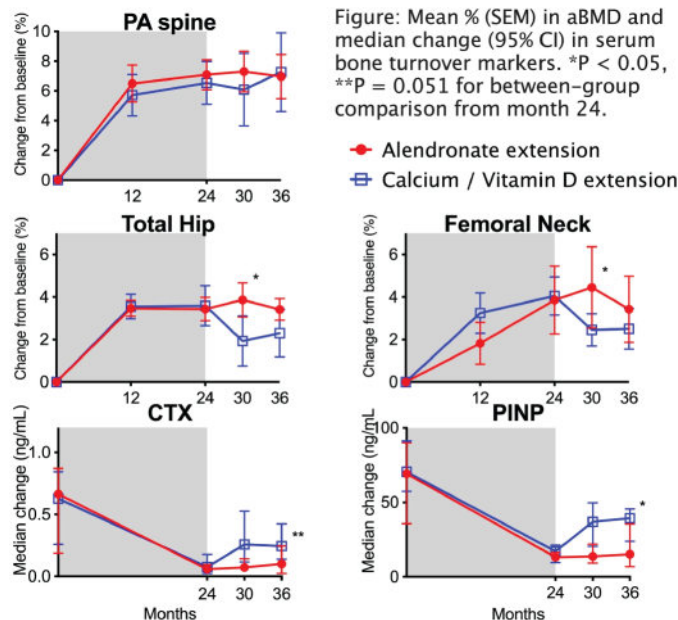 PA spine
Change from baseline (%)
10
8
6
4
2
0
12
24
30
36
Figure: Mean % (SEM) in aBMD and
median change (95% CI) in serum
bone turnover markers. *P < 0.05,
**P = 0.051 for between-group
comparison from month 24.
Alendronate extension
Calcium / Vitamin D extension
Total Hip
Change from baseline (%)
6
4
2
0
*
12
24
30
36
Femoral Neck
Change from baseline (%)
6
4
2
0
*
12
24
30
36
CTX
Median change (ng/mL)
1.0
0.5
0.0
**
24
30
36
Months
PINP
Median change (ng/mL)
100
50
0
*
24
30
36
Months